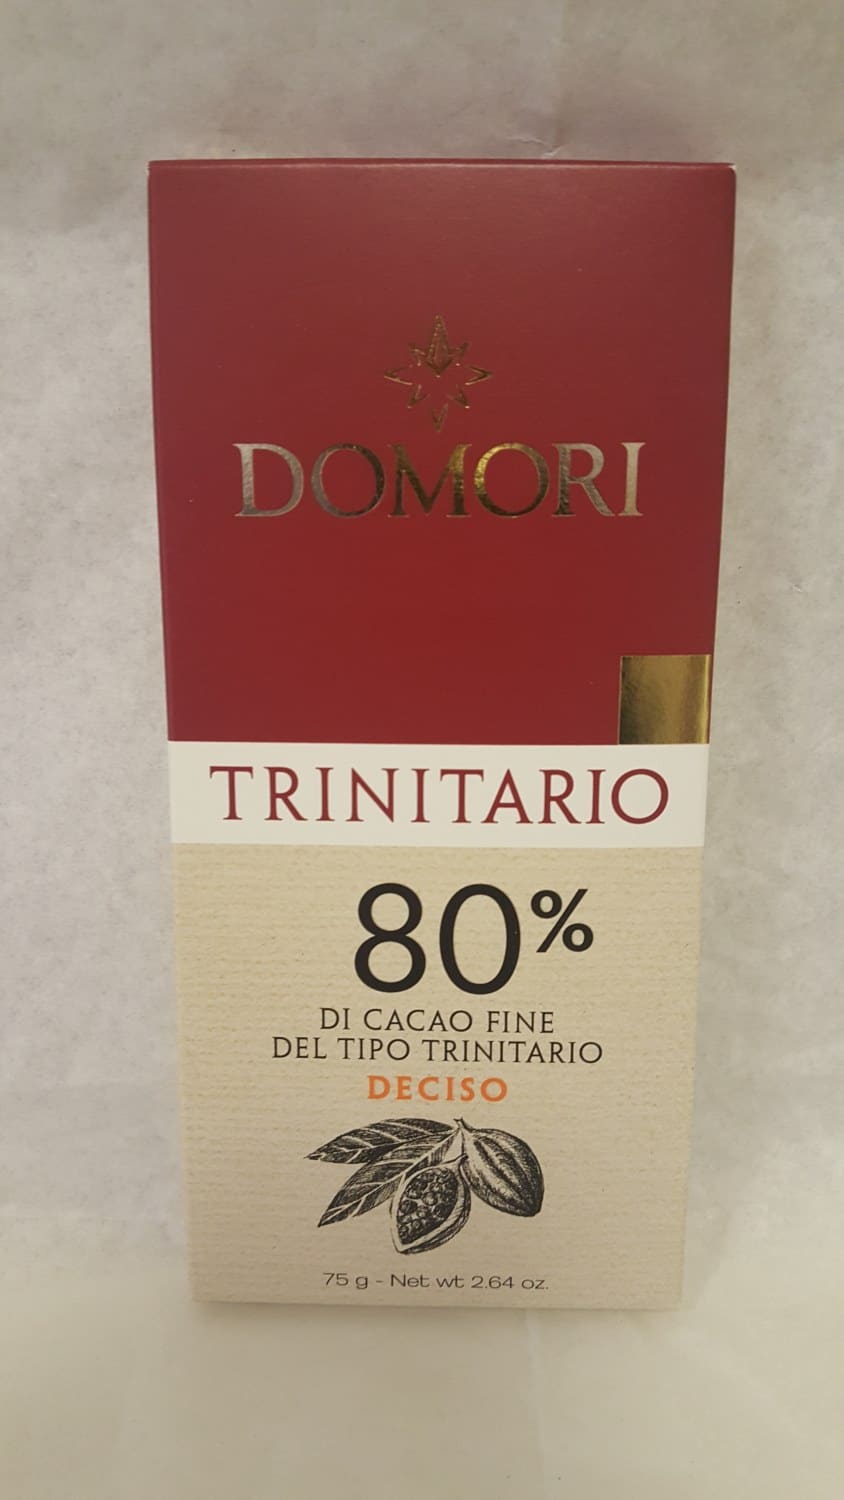 DOMORI
TRINITARIO
80%
DI CACAO FINE
DEL TIPO TRINITARIO
DECISO
75 g - Net wt 2.64 oz.